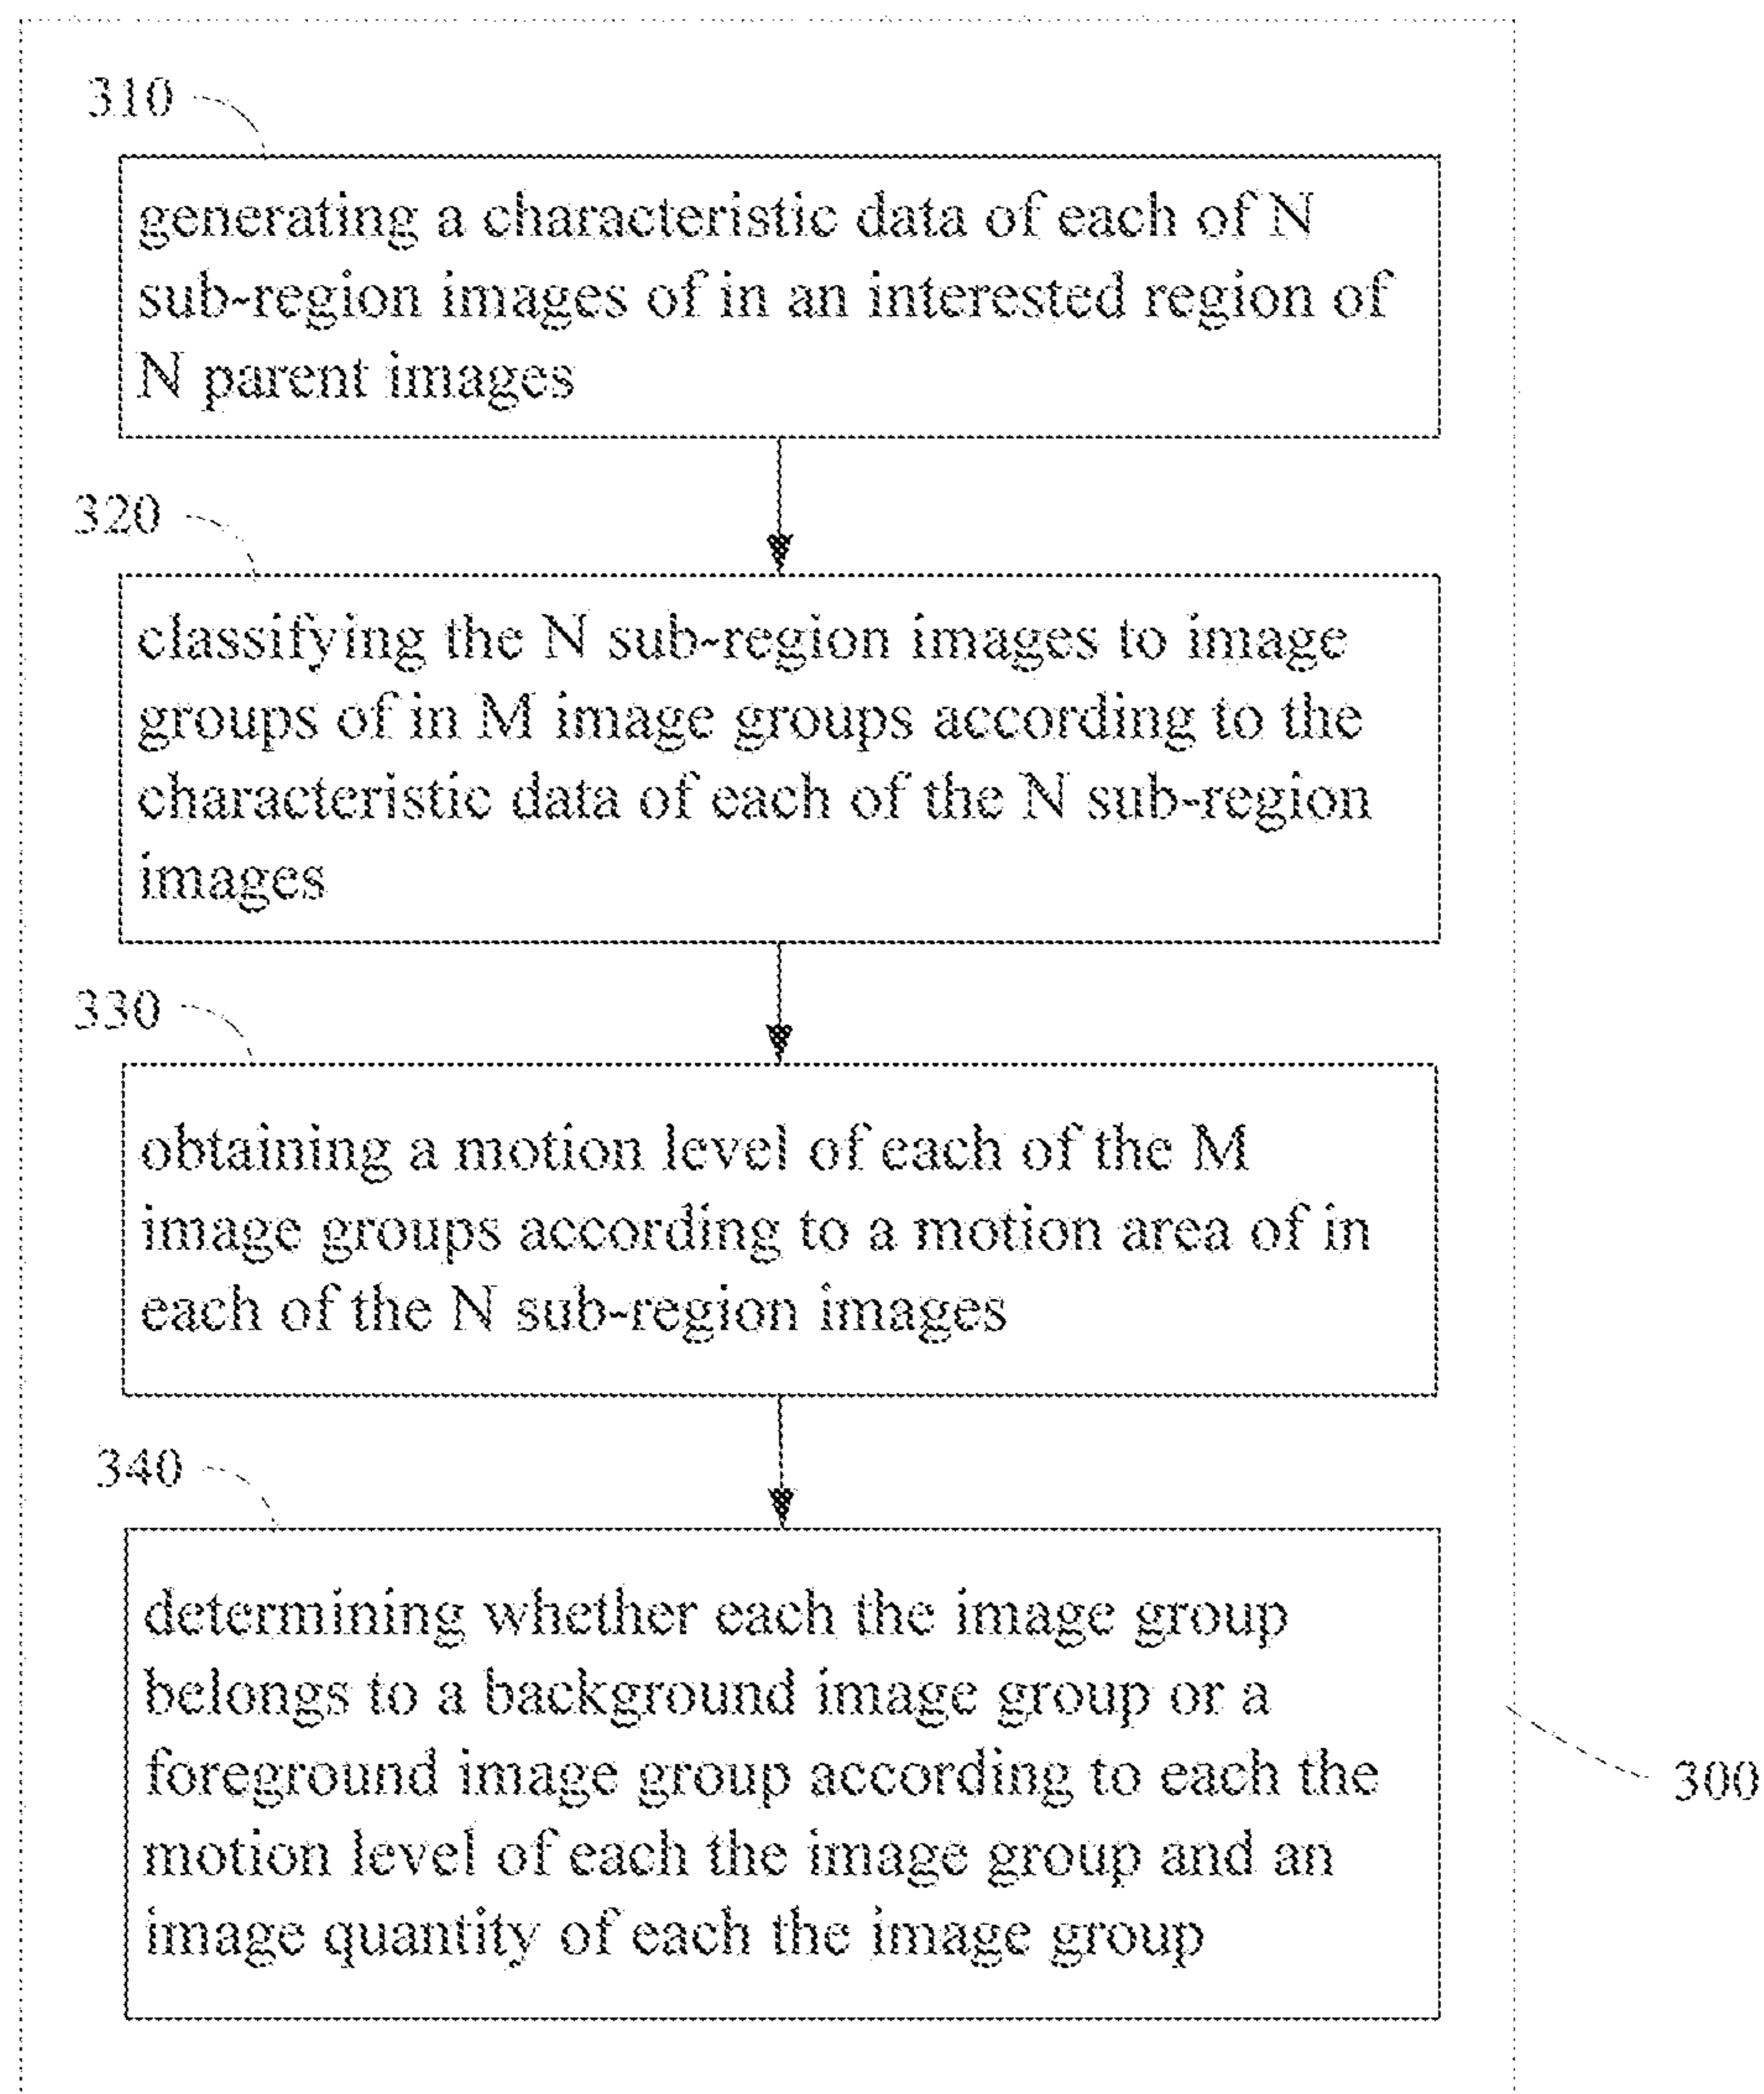 310
generating a characteristic data of each of N
sub-region images of in an interested region of
N parent images
320
classifying the N sub-region images to image
groups of in M image groups according to the
characteristic data of each of the N sub-region
images
330
obtaining a motion level of each of the M
image groups according to a motion area of in
each of the N sub-region images
340
determining whether each the image group
belongs to a background image group or a
foreground image group according to each the
motion level of each the image group and an
image quantity of each the image group
300